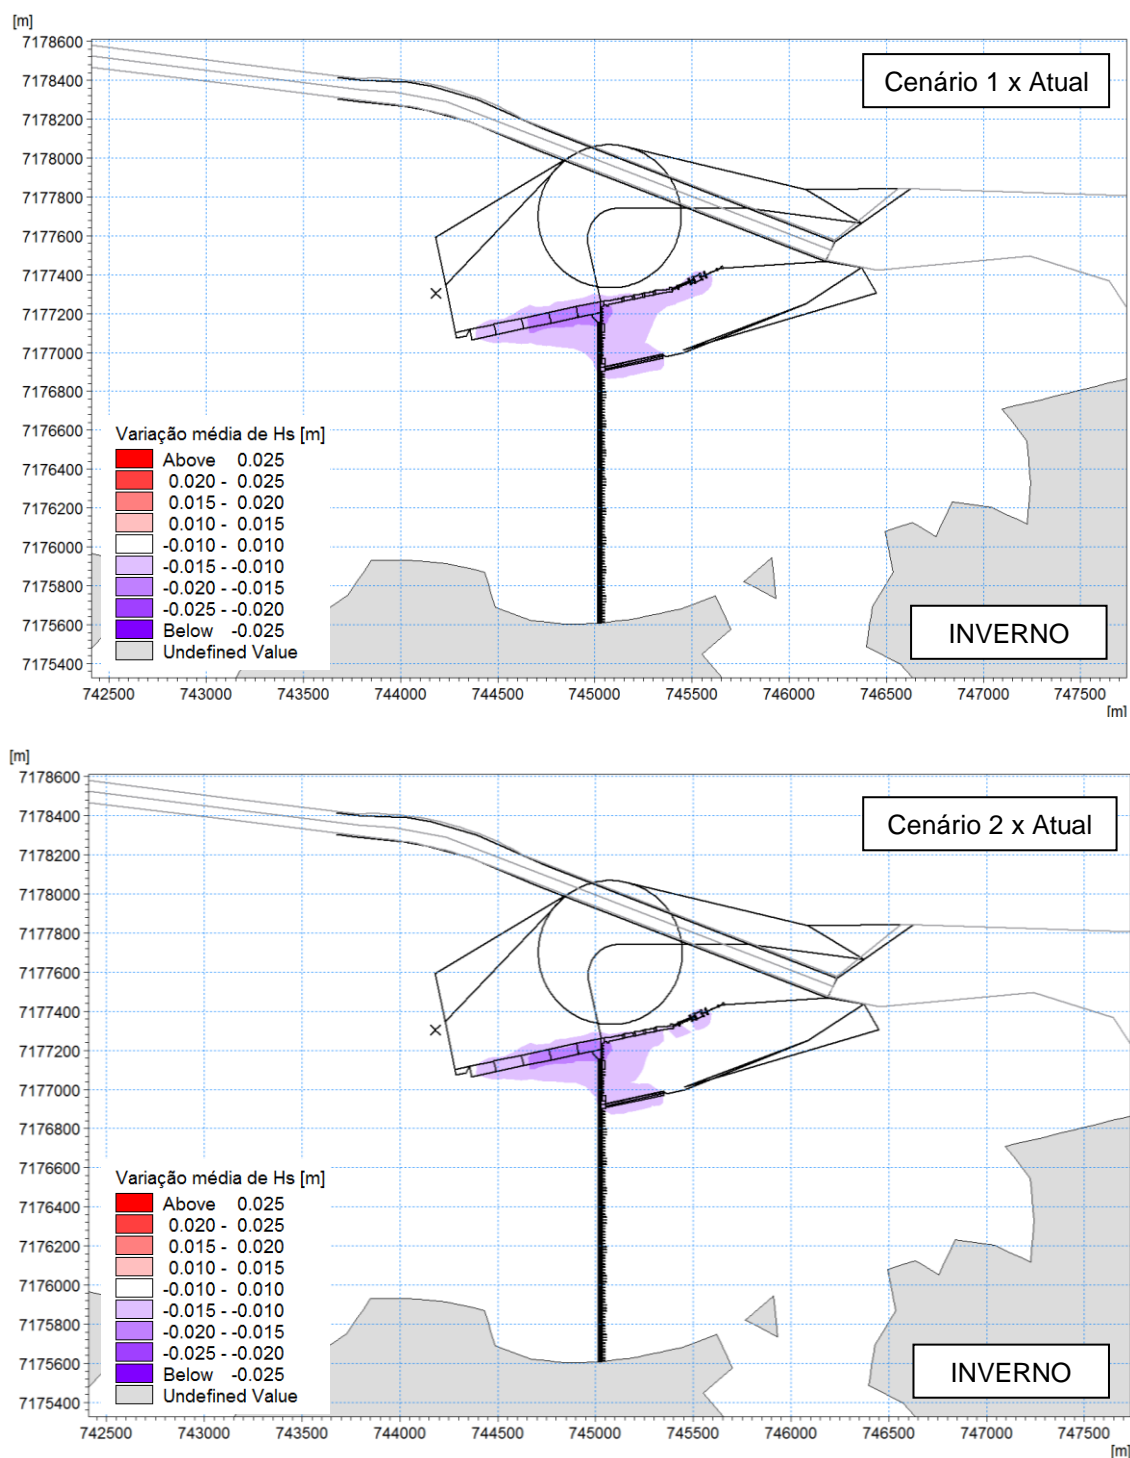 [m]
7178600
Cenário 1 x Atual
7178400
7178200
7178000
7177800
7177600
7177400
7177200
7177000
7176800
7176600
7176400
7176200
7176000
7175800
7175600
7175400
Variação média de Hs [m]
Above 0.025
0.020 - 0.025
0.015 - 0.020
0.010 - 0.015
-0.010 - 0.010
-0.015 - -0.010
-0.020 - -0.015
-0.025 - -0.020
Below -0.025
Undefined Value
INVERNO
742500 743000 743500 744000 744500 745000 745500 746000 746500 747000 747500
[m]
[m]
7178600
Cenário 2 x Atual
7178400
7178200
7178000
7177800
7177600
7177400
7177200
7177000
7176800
7176600
7176400
7176200
7176000
7175800
7175600
7175400
Variação média de Hs [m]
Above 0.025
0.020 - 0.025
0.015 - 0.020
0.010 - 0.015
-0.010 - 0.010
-0.015 - -0.010
-0.020 - -0.015
-0.025 - -0.020
Below -0.025
Undefined Value
INVERNO
742500 743000 743500 744000 744500 745000 745500 746000 746500 747000 747500
[m]